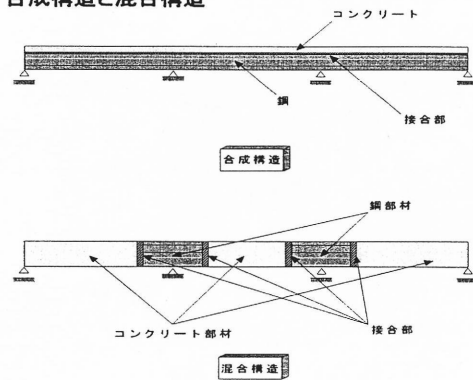 合成構造と混合構造
コンクリート
鋼
接合部
合成構造
鋼部材
コンクリート部材
接合部
混合構造